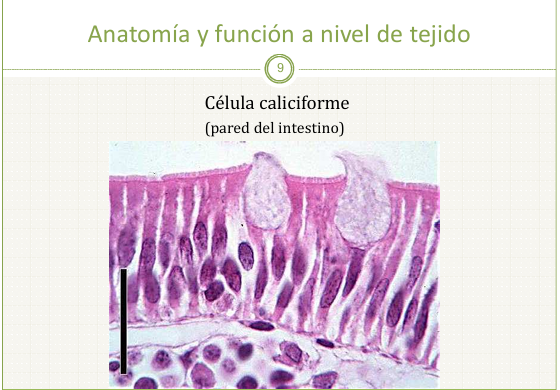 Anatomía y función a nivel de tejido
9
Célula caliciforme
(pared del intestino)